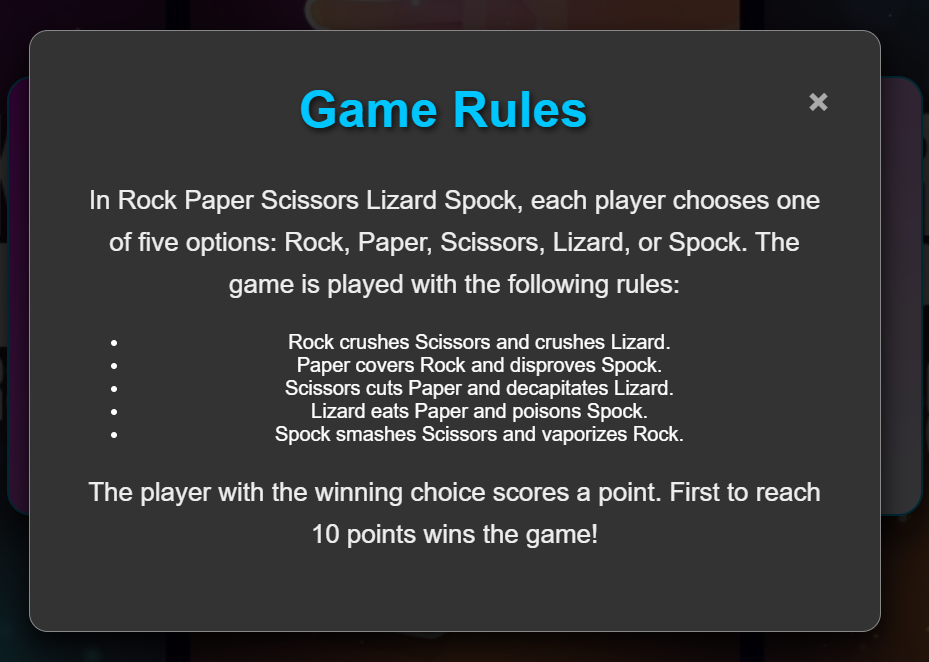 Game Rules
×
In Rock Paper Scissors Lizard Spock, each player chooses one
of five options: Rock, Paper, Scissors, Lizard, or Spock. The
game is played with the following rules:
• Rock crushes Scissors and crushes Lizard.
• Paper covers Rock and disproves Spock.
• Scissors cuts Paper and decapitates Lizard.
• Lizard eats Paper and poisons Spock.
• Spock smashes Scissors and vaporizes Rock.
The player with the winning choice scores a point. First to reach
10 points wins the game!